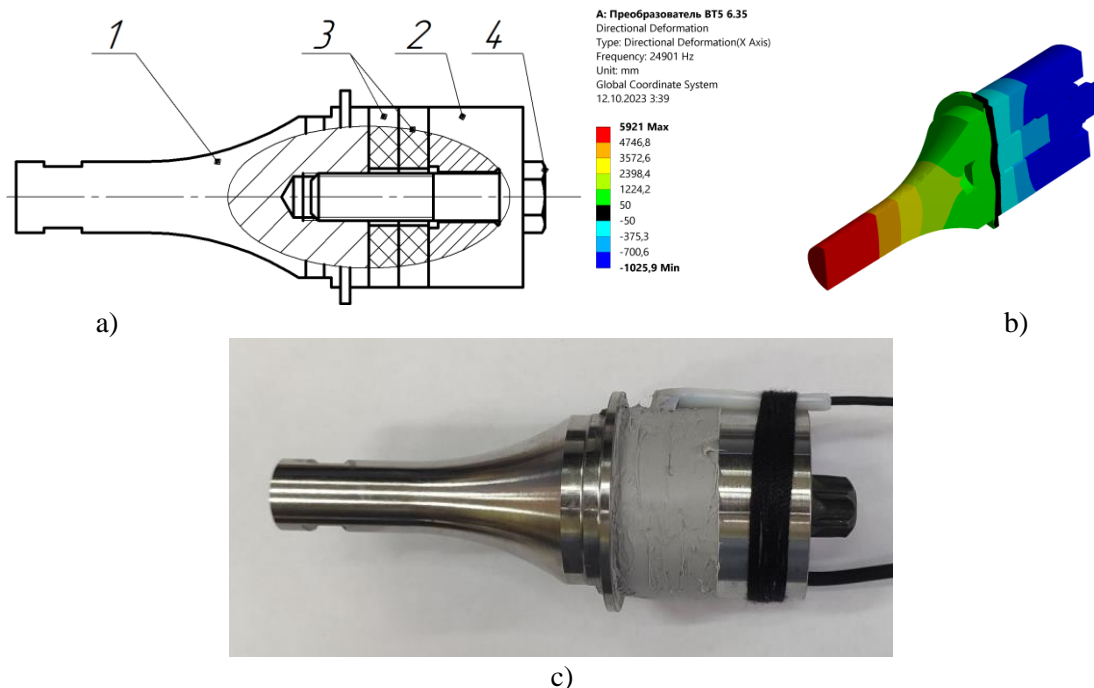 1
3
2
4
a)
A: Преобразователь ВТ5 6.35
Directional Deformation
Type: Directional Deformation(X Axis)
Frequency: 24901 Hz
Unit: mm
Global Coordinate System
12.10.2023 3:39
5921 Max
4746,8
3572,6
2398,4
1224,2
50
-50
-375,3
-700,6
-1025,9 Min
b)
c)